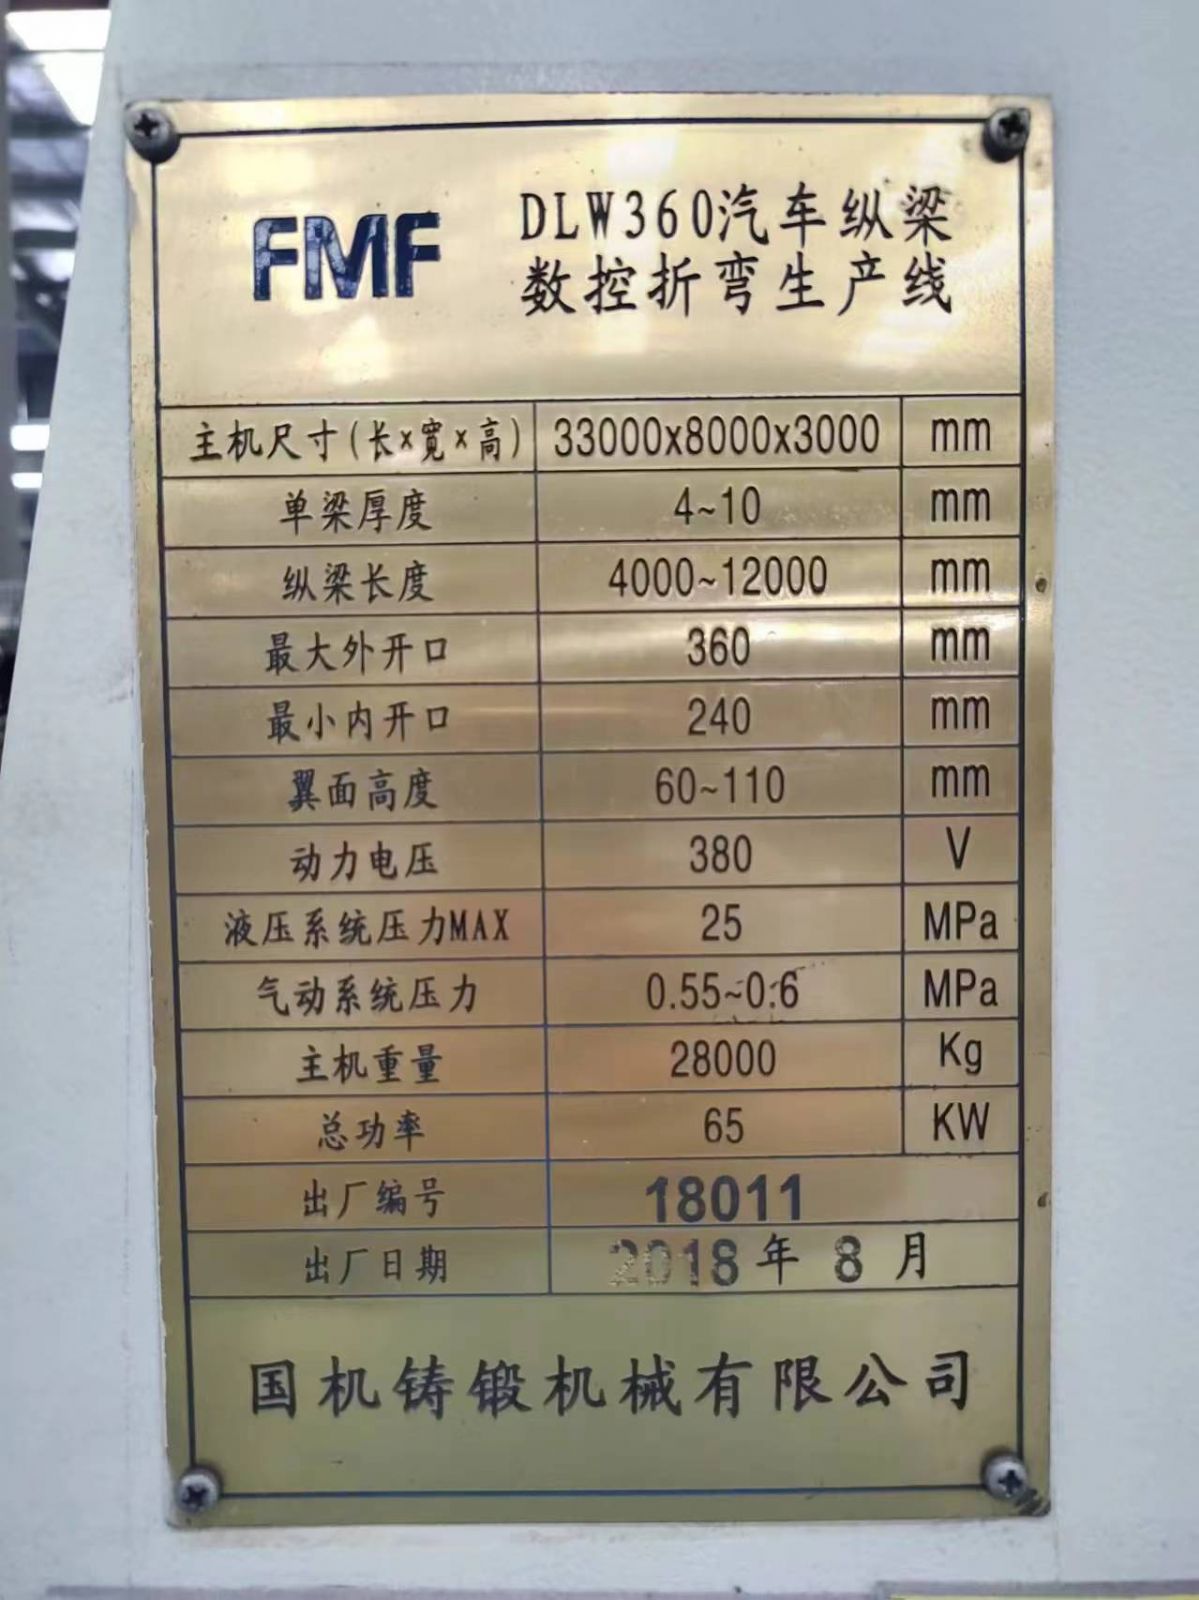 FMF
DLW360汽车纵梁
数控折弯生产线
主机尺寸(长×宽×高) 33000x8000x3000 mm
单梁厚度 4~10 mm
纵梁长度 4000~12000 mm
最大外开口 360 mm
最小内开口 240 mm
翼面高度 60~110 mm
动力电压 380 V
液压系统压力MAX 25 MPa
气动系统压力 0.55~0.6 MPa
主机重量 28000 Kg
总功率 65 KW
出厂编号 18011
出厂日期 2018年 8 月
国机铸锻机械有限公司